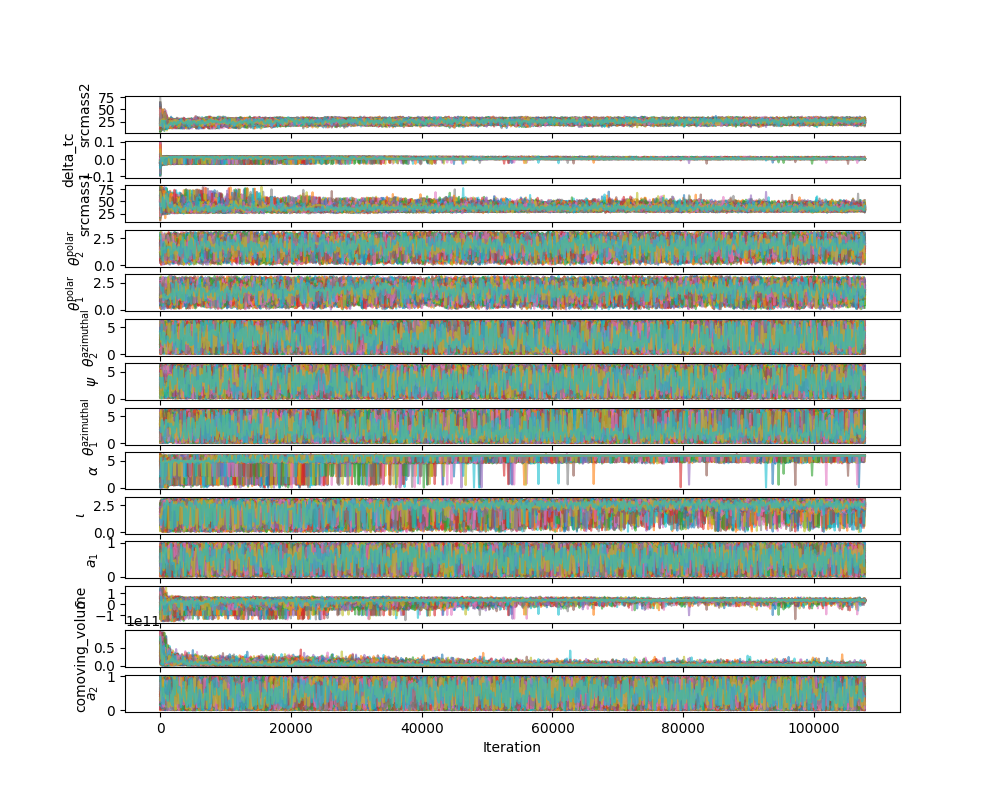 75
50
25
srcmass2
0.1
0.0
−0.1
delta_tc
75
50
25
srcmass1
2.5
0.0
θ₂^polar
2.5
0.0
θ₁^polar
5
0
θ₂^azimuthal
5
0
ψ
5
0
θ₁^azimuthal
5
0
α
2.5
0.0
ι
1
0
a₁
1
0
−1
1e11
0.5
0.0
comoving_volume
1
0
a₂
0 20000 40000 60000 80000 100000
Iteration